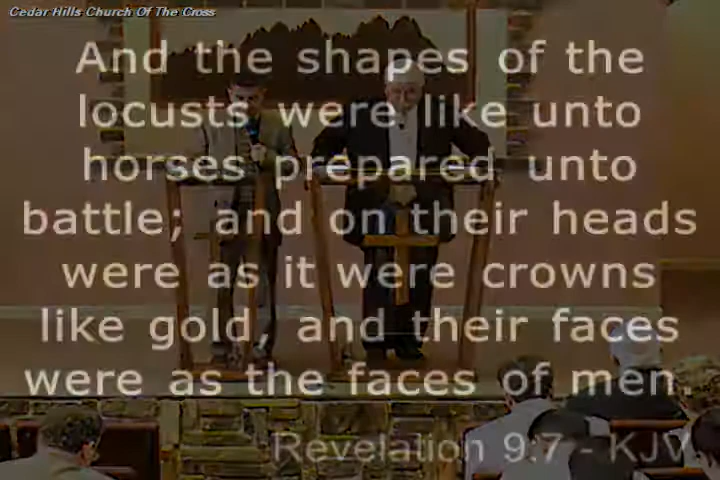 Cedar Hills Church Of The Cross
And the shapes of the
locusts were like unto
horses prepared unto
battle; and on their heads
were as it were crowns
like gold, and their faces
were as the faces of men.
Revelation 9:7 - KJV